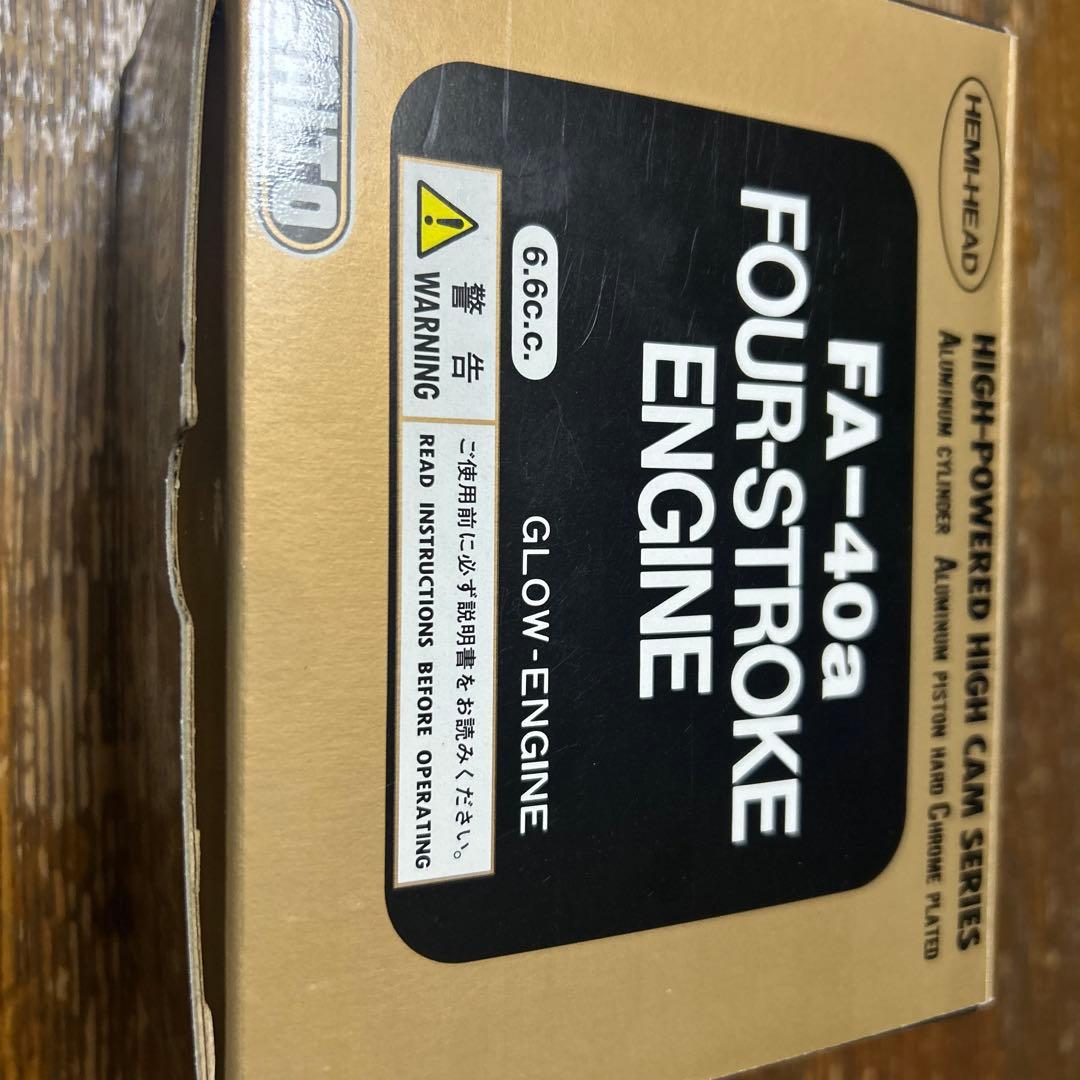 HEMI-HEAD
HIGH-POWERED HIGH CAM SERIES
ALUMINUM CYLINDER ALUMINUM PISTON HARD CHROME PLATED
FA-40a
FOUR-STROKE
ENGINE
6.6c.c.
GLOW-ENGINE
警告
WARNING
ご使用前に必ず説明書をお読みください。
READ INSTRUCTIONS BEFORE OPERATING